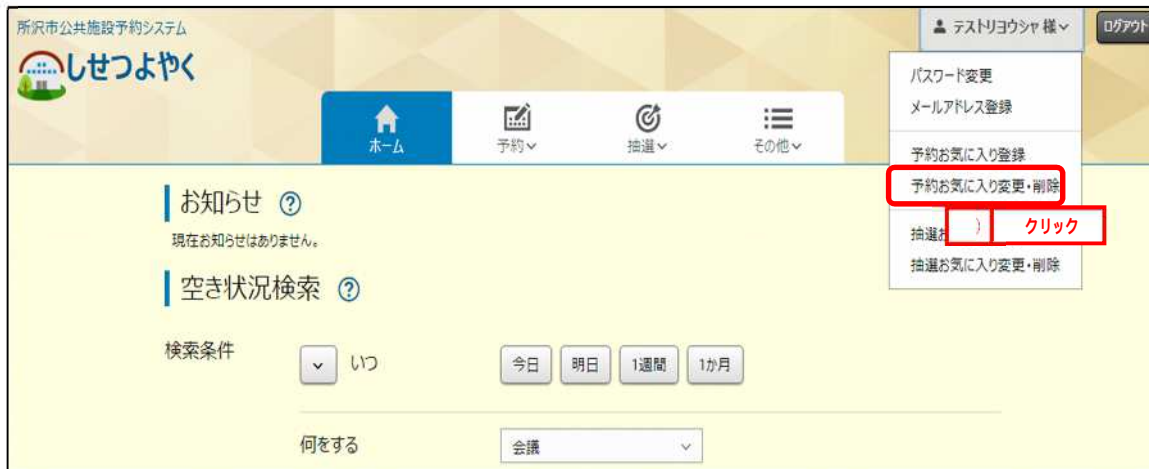 所沢市公共施設予約システム
しせつよやく
テストリヨウシャ 様
ログアウト
パスワード変更
メールアドレス登録
予約お気に入り登録
予約お気に入り変更・削除
) クリック
抽選お
抽選お気に入り変更・削除
ホーム
予約
抽選
その他
お知らせ ?
現在お知らせはありません。
空き状況検索 ?
検索条件
いつ 今日 明日 1週間 1か月
何をする 会議